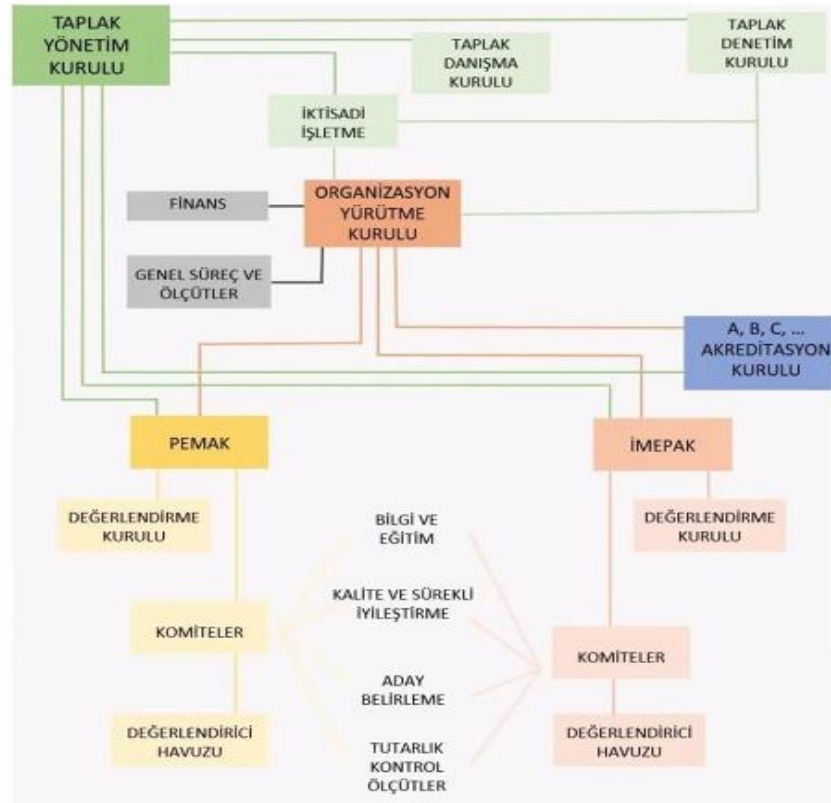 TAPLAK
YÖNETİM
KURULU
TAPLAK
DANIŞMA
KURULU
TAPLAK
DENETİM
KURULU
İKTİSADİ
İŞLETME
FİNANS
ORGANİZASYON
YÜRÜTME
KURULU
GENEL SÜREÇ VE
ÖLÇÜTLER
A, B, C, ...
AKREDİTASYON
KURULU
PEMAK
İMEPAK
DEĞERLENDİRME
KURULU
BİLGİ VE
EĞİTİM
DEĞERLENDİRME
KURULU
KALİTE VE SÜREKLİ
İYİLEŞTİRME
KOMİTELER
KOMİTELER
ADAY
BELİRLEME
DEĞERLENDİRİCİ
HAVUZU
TUTARLIK
KONTROL
ÖLÇÜTLER
DEĞERLENDİRİCİ
HAVUZU